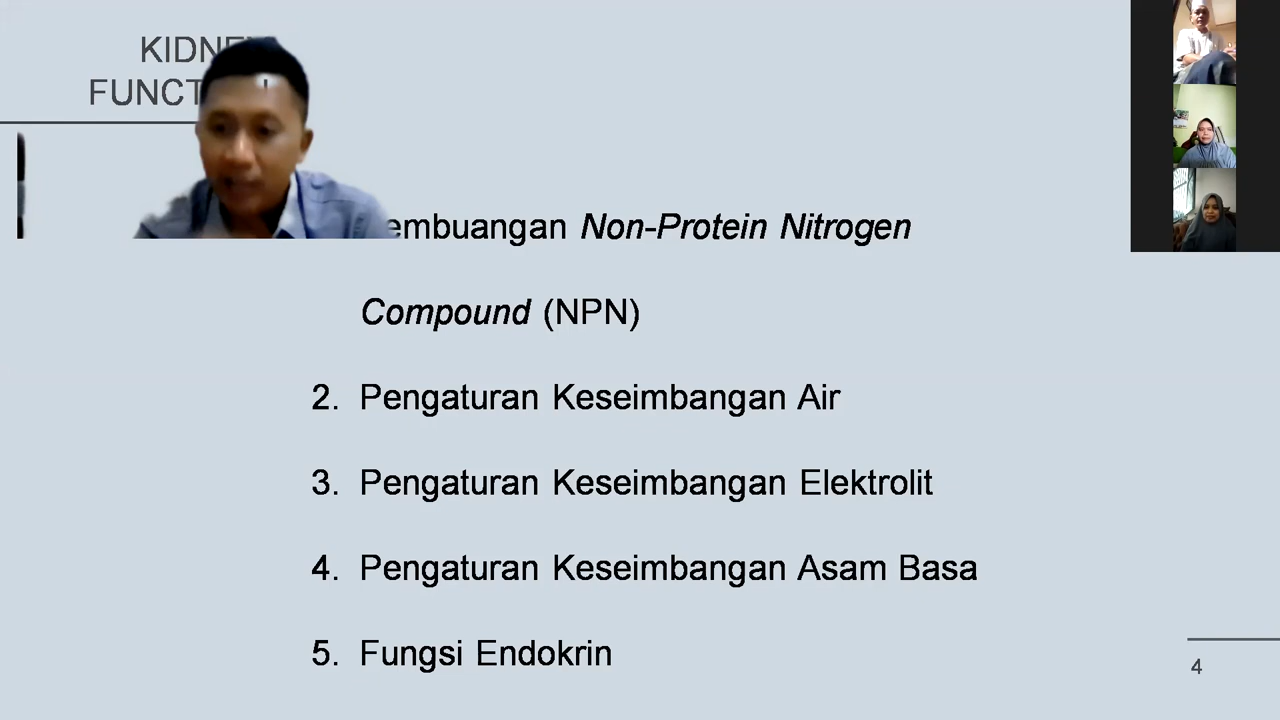 KIDNEY
FUNCT
embuangan Non-Protein Nitrogen
Compound (NPN)
2. Pengaturan Keseimbangan Air
3. Pengaturan Keseimbangan Elektrolit
4. Pengaturan Keseimbangan Asam Basa
5. Fungsi Endokrin
4